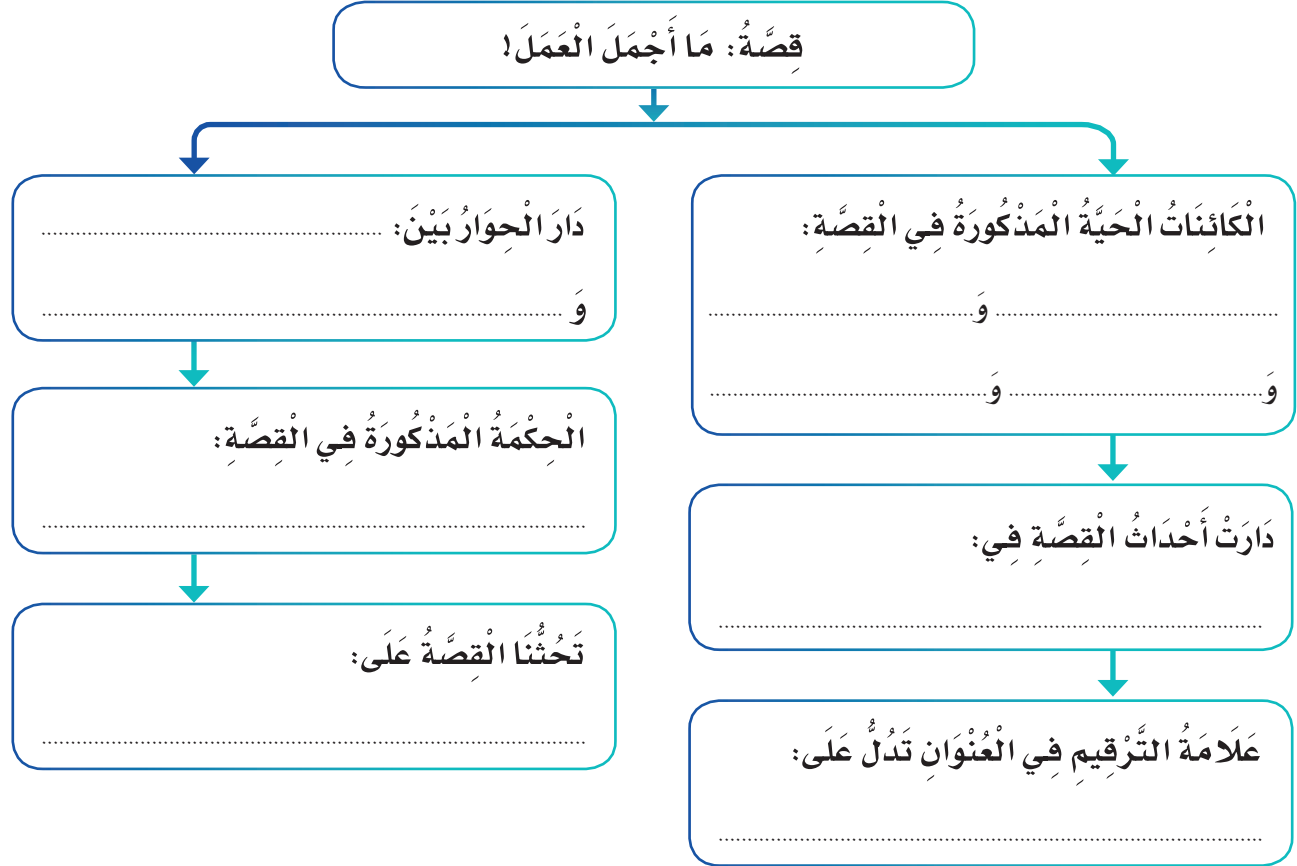 قِصَّةُ: مَا أَجْمَلَ الْعَمَلَ!
الْكَائِنَاتُ الْحَيَّةُ الْمَذْكُورَةُ فِي الْقِصَّةِ:
.......................... وَ..........................
وَ.......................... وَ..........................
دَارَتْ أَحْدَاثُ الْقِصَّةِ فِي:
..........................
عَلَامَةُ التَّرْقِيمِ فِي الْعُنْوَانِ تَدُلُّ عَلَى:
..........................
دَارَ الْحِوَارُ بَيْنَ: ..........................
وَ ..........................
الْحِكْمَةُ الْمَذْكُورَةُ فِي الْقِصَّةِ:
..........................
تَحُثُّنَا الْقِصَّةُ عَلَى:
..........................